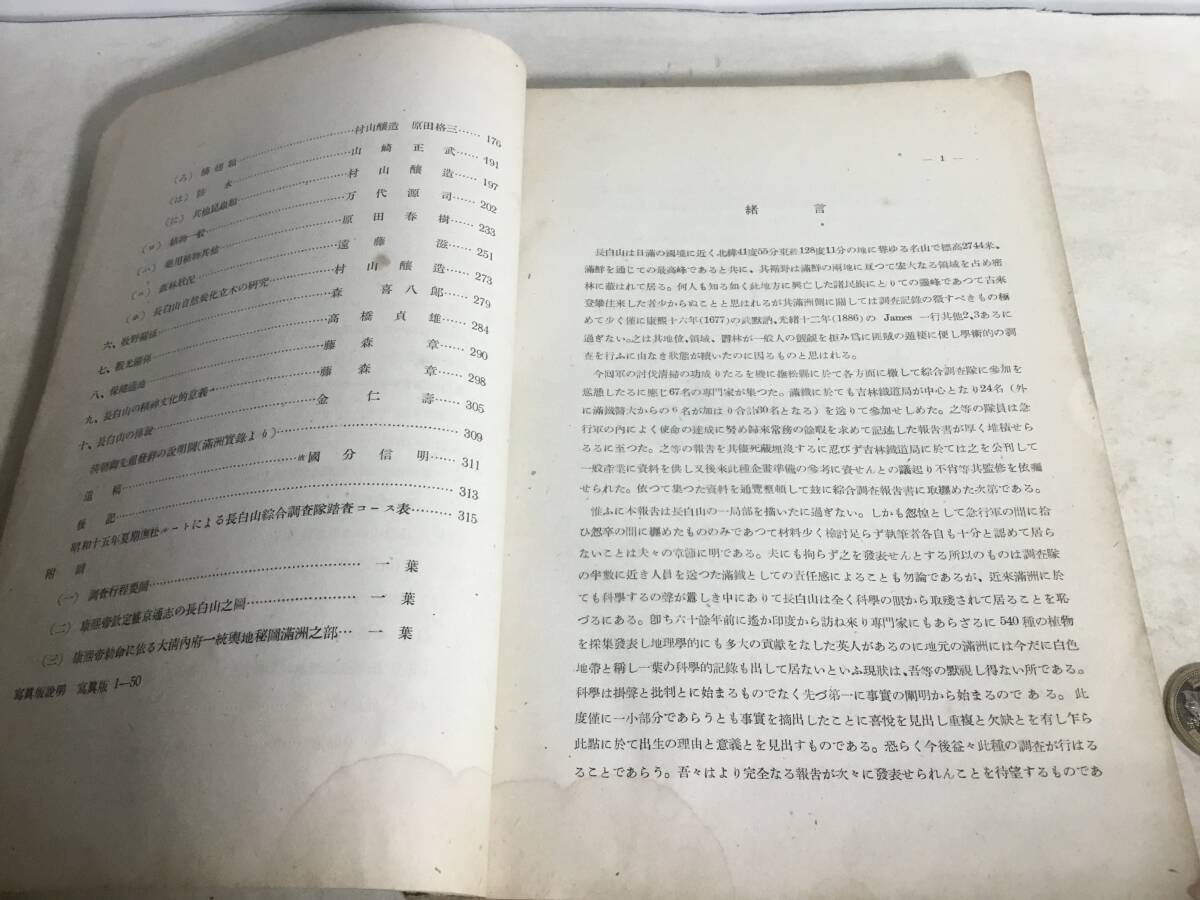 (ろ) 鱗翅類……村山釀造 原田格三……176
(は) 山崎正武……191
(に) 其他昆蟲類……村山釀造……197
(ロ) 植物一般……万代源司……202
(ハ) 藥用植物其他……原田春樹……233
(ニ) 森林狀況……遠藤滋……251
(ホ) 長白山自然炭化立木の硏究……村山釀造……273
六、牧野關係……森喜八郎……279
七、觀光關係……高橋貞雄……284
八、保健適地……藤森章……290
九、長白山の精神文化的意義……藤森章……298
十、長白山の傳說……金仁壽……305
淸朝御先祖發祥の說明圖(滿洲實錄より)……309
遺稿……故國分信明……311
後記……313
昭和十五年夏期撫松ルートによる長白山綜合調查隊踏查コース表……315
附圖
(一) 調查行程要圖……一葉
(二) 康熙帝欽定盛京通志の長白山之圖……一葉
(三) 康熙帝勅命に依る大淸內府一統輿地秘圖滿洲之部…一葉
寫眞版說明 寫眞版 1—50
— 1 —
緖言
長白山は日滿の國境に近く北緯41度55分東經128度11分の地に聳ゆる名山で標高2744米、
滿鮮を通じての最高峰であると共に、其裾野は滿鮮の兩地に亘つて宏大なる領域を占め密
林に蔽はれて居る。何人も知る如く此地方に興亡した諸民族にとりての靈峰であつて古來
登攀往來した者少からぬことと思はれるが其滿洲側に關しては調査記錄の徵すべきもの極
めて少く僅に康熙十六年(1677)の武默訥、光緖十二年(1886)の James 一行其他2,3あるに
過ぎない。之は其地位、領域、鬱林が一般人の覬覦を拒み爲に匪賊の巢棲に便し學術的の調
査を行ふに由なき狀態が續いたのに因るものと思はれる。
今囘軍の討伐淸掃の功成りたるを機に撫松縣に於て各方面に檄して綜合調査隊に參加を
慫慂したるに應じ67名の專門家が集つた。滿鐵に於ても吉林鐵道局が中心となり24名(外
に滿鐵醫大からの6名が加はり合計30名となる)を送りて參加せしめた。之等の隊員は急
行軍の內によく使命の達成に努め歸來常務の餘暇を求めて記述した報告書が厚く堆積せら
るるに至つた。之等の報告を其儘死藏埋沒するに忍びず吉林鐵道局に於ては之を公刊して
一般產業に資料を供し又後來此種企畫準備の參考に資せんとの議起り不肖等其監修を依囑
せられた。依つて集つた資料を通覽整頓して玆に綜合調査報告書に取纏めた次第である。
惟ふに本報告は長白山の一局部を描いたに過ぎない。しかも怱惶として急行軍の間に拾
ひ怱卒の間に纏めたもののみであつて材料少く檢討足らず執筆者各自も十分と認めて居ら
ないことは夫々の章節に明である。夫にも拘らず之を發表せんとする所以のものは調査隊
の半數に近き人員を送つた滿鐵としての責任感によることも勿論であるが、近來滿洲に於
ても科學するの聲が囂しき中にありて長白山は全く科學の眼から取殘されて居ることを恥
づるにある。卽ち六十餘年前に遙か印度から訪ね來り專門家にもあらざるに540種の植物
を採集發表し地理學的にも多大の貢獻をなした英人があるのに地元の滿洲には今だに白色
地帶と稱し一葉の科學的記錄も出して居ないといふ現狀は、吾等の默視し得ない所である。
科學は掛聲と批判とに始まるものでなく先づ第一に事實の闡明から始まるのである。此
度僅に一小部分であらうとも事實を摘出したことに喜悅を見出し重複と欠缺とを有し乍ら
此點に於て出生の理由と意義とを見出すものである。恐らく今後益々此種の調査が行はる
ることであらう。吾々はより完全なる報告が次々に發表せられんことを待望するものであ